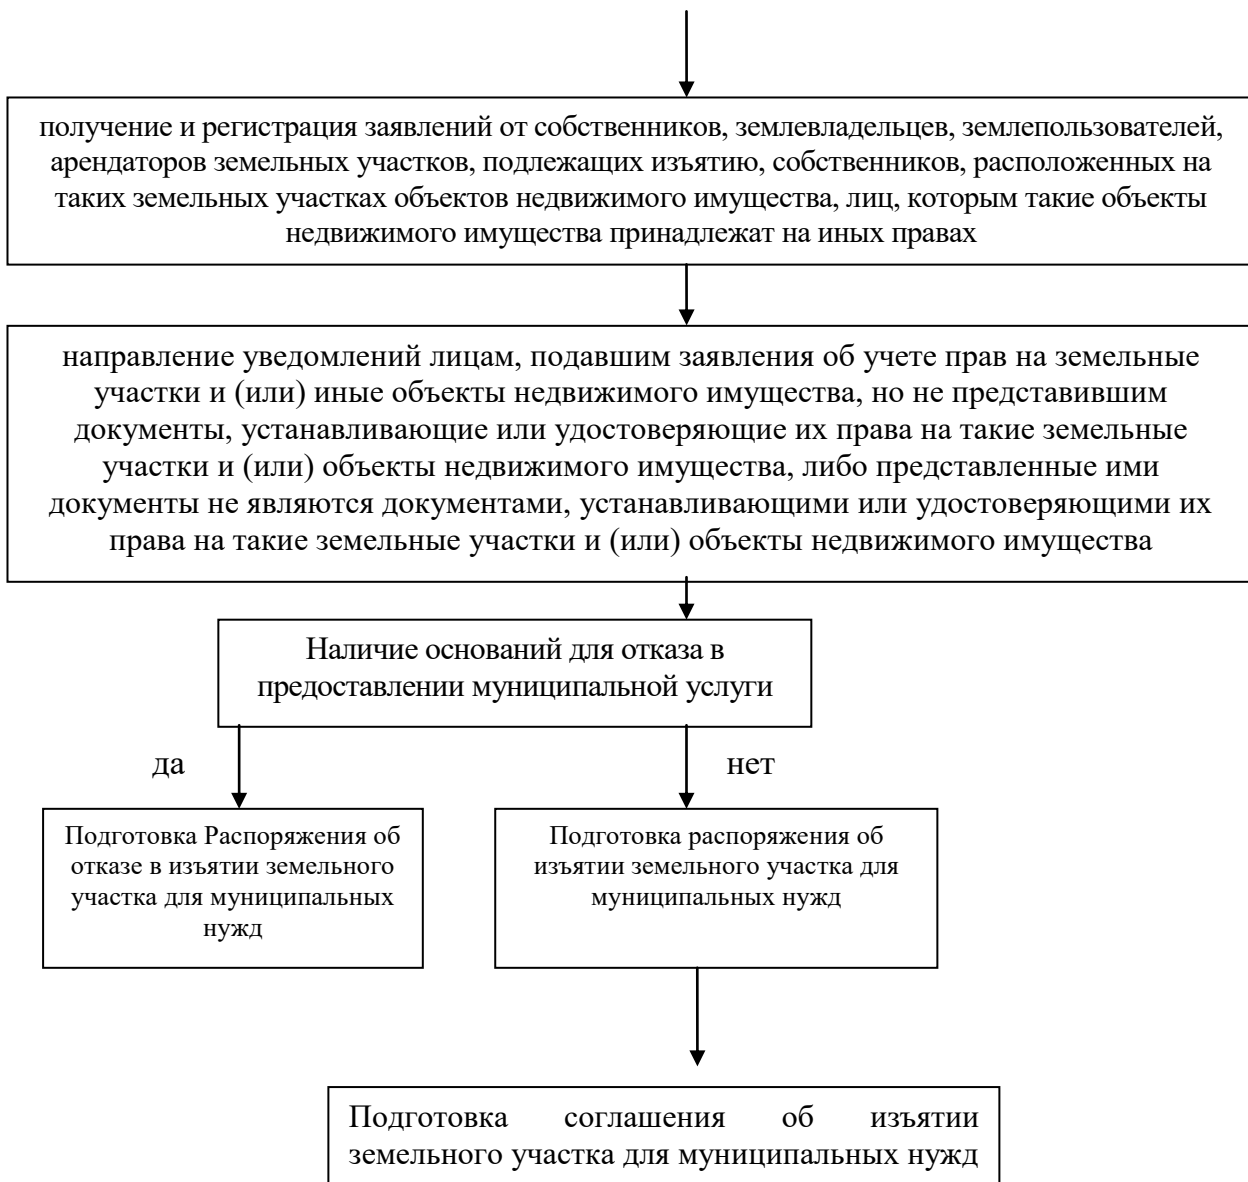 получение и регистрация заявлений от собственников, землевладельцев, землепользователей,
арендаторов земельных участков, подлежащих изъятию, собственников, расположенных на
таких земельных участках объектов недвижимого имущества, лиц, которым такие объекты
недвижимого имущества принадлежат на иных правах
направление уведомлений лицам, подавшим заявления об учете прав на земельные
участки и (или) иные объекты недвижимого имущества, но не представившим
документы, устанавливающие или удостоверяющие их права на такие земельные
участки и (или) объекты недвижимого имущества, либо представленные ими
документы не являются документами, устанавливающими или удостоверяющими их
права на такие земельные участки и (или) объекты недвижимого имущества
Наличие оснований для отказа в
предоставлении муниципальной услуги
да
нет
Подготовка Распоряжения об
отказе в изъятии земельного
участка для муниципальных
нужд
Подготовка распоряжения об
изъятии земельного участка для
муниципальных нужд
Подготовка соглашения об изъятии
земельного участка для муниципальных нужд